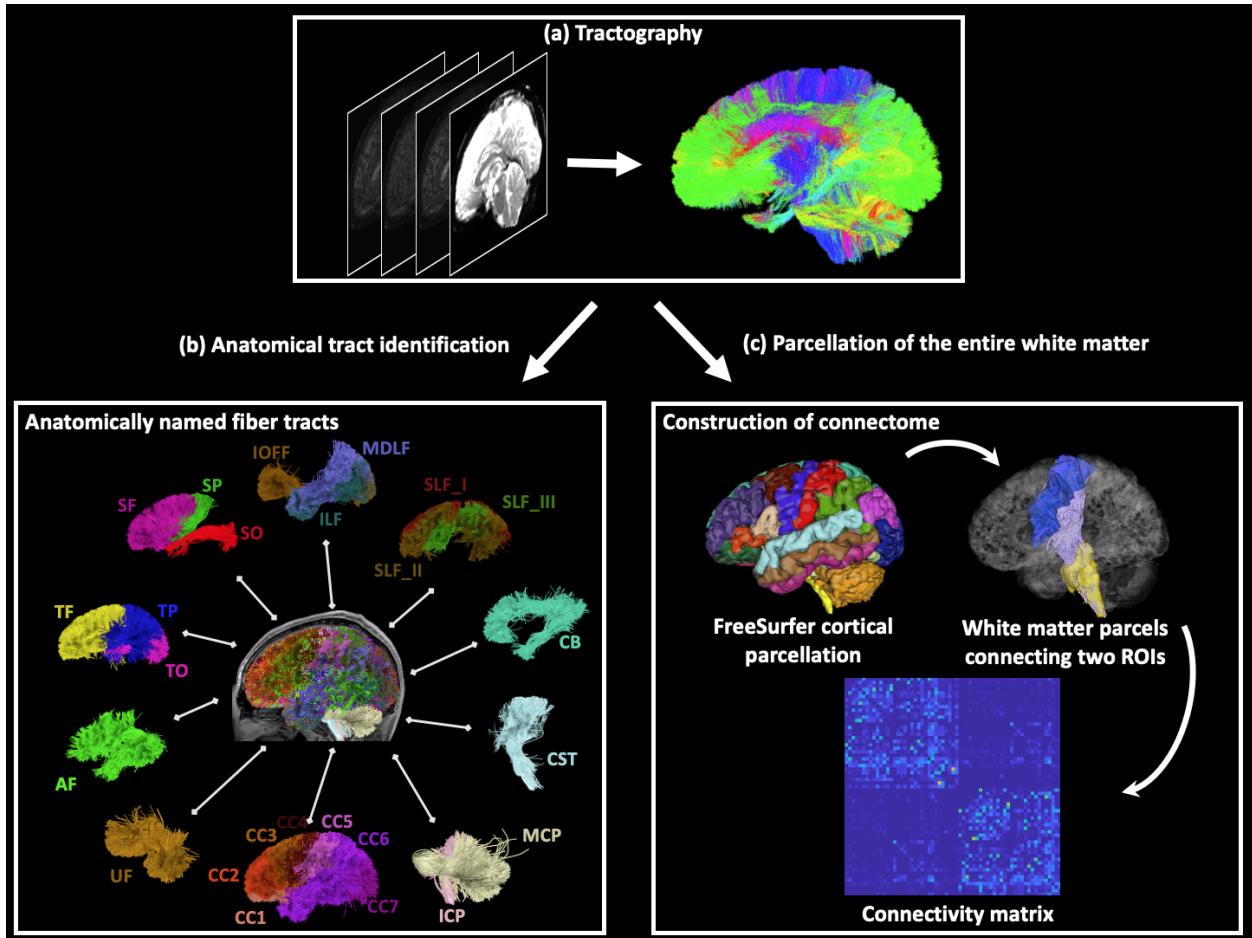 (a) Tractography
(b) Anatomical tract identification
(c) Parcellation of the entire white matter
Anatomically named fiber tracts
IOFF
MDLF
ILF
SF
SP
SO
SLF_I
SLF_III
SLF_II
TF
TP
TO
CB
AF
CST
UF
CC4
CC5
CC3
CC6
CC2
CC1
CC7
MCP
ICP
Construction of connectome
FreeSurfer cortical
parcellation
White matter parcels
connecting two ROIs
Connectivity matrix